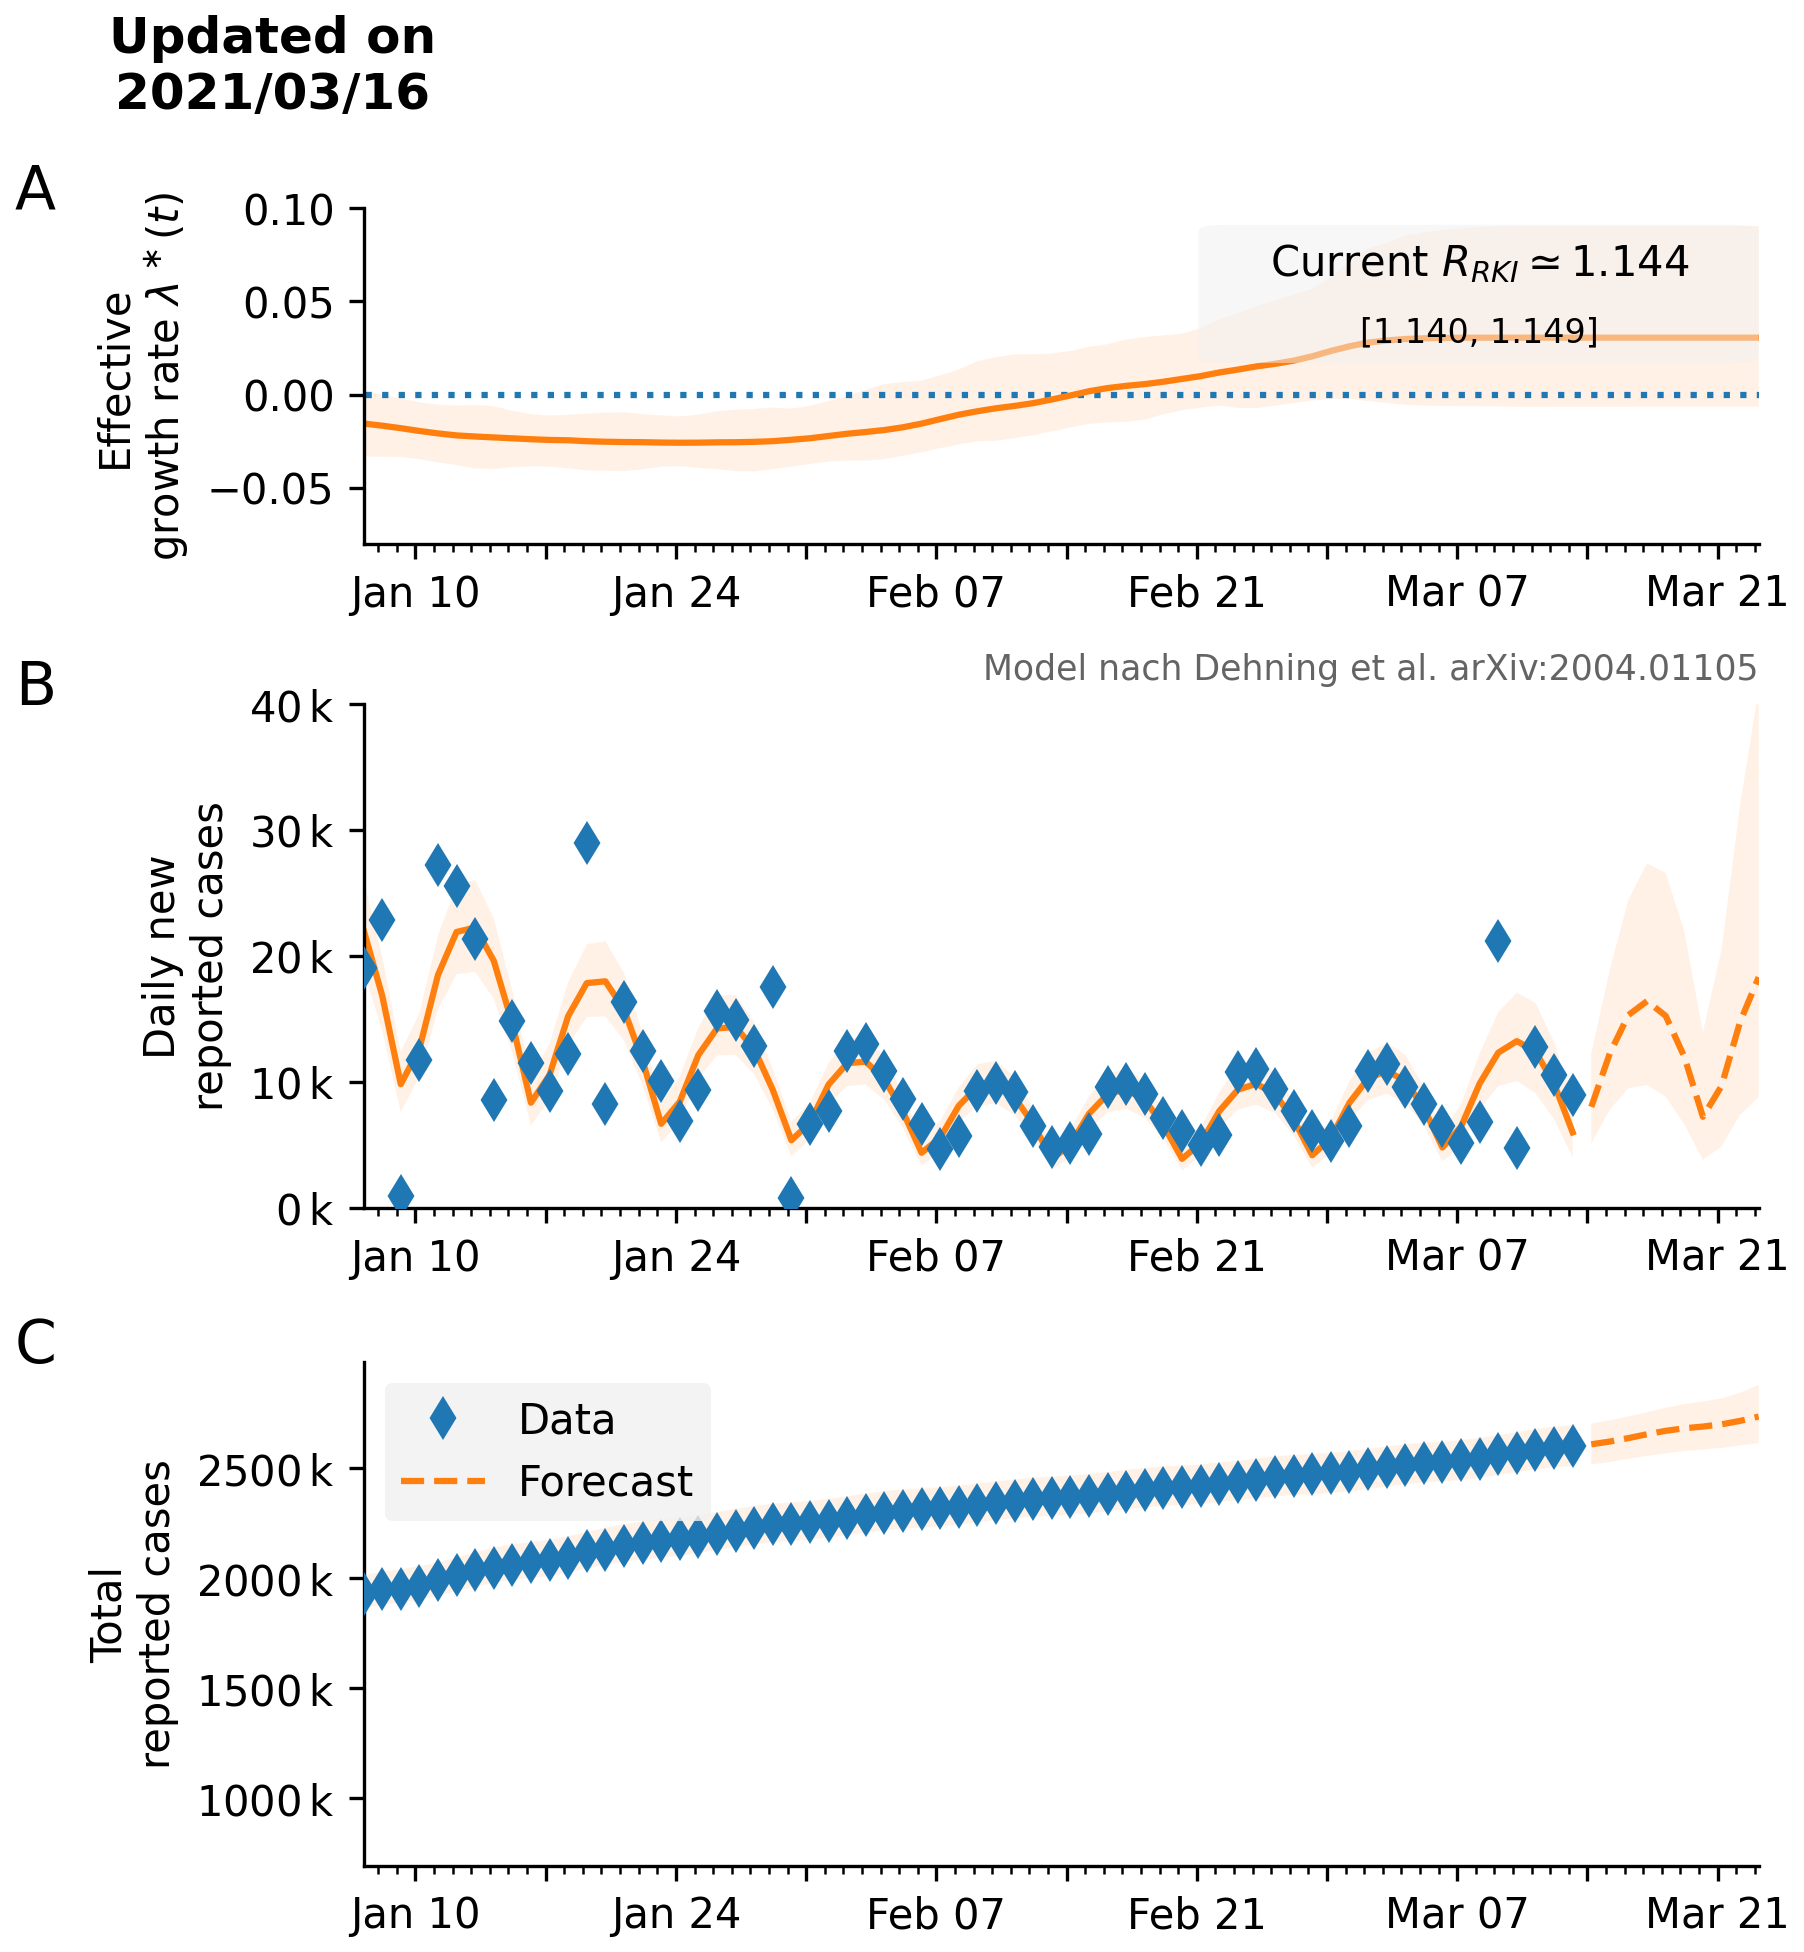 Updated on
2021/03/16
A
Effective
growth rate λ * (t)
0.10
0.05
0.00
−0.05
Current R_RKI ≃ 1.144
[1.140, 1.149]
Jan 10 Jan 24 Feb 07 Feb 21 Mar 07 Mar 21
B
Model nach Dehning et al. arXiv:2004.01105
Daily new
reported cases
40 k
30 k
20 k
10 k
0 k
Jan 10 Jan 24 Feb 07 Feb 21 Mar 07 Mar 21
C
Total
reported cases
Data
Forecast
2500 k
2000 k
1500 k
1000 k
Jan 10 Jan 24 Feb 07 Feb 21 Mar 07 Mar 21